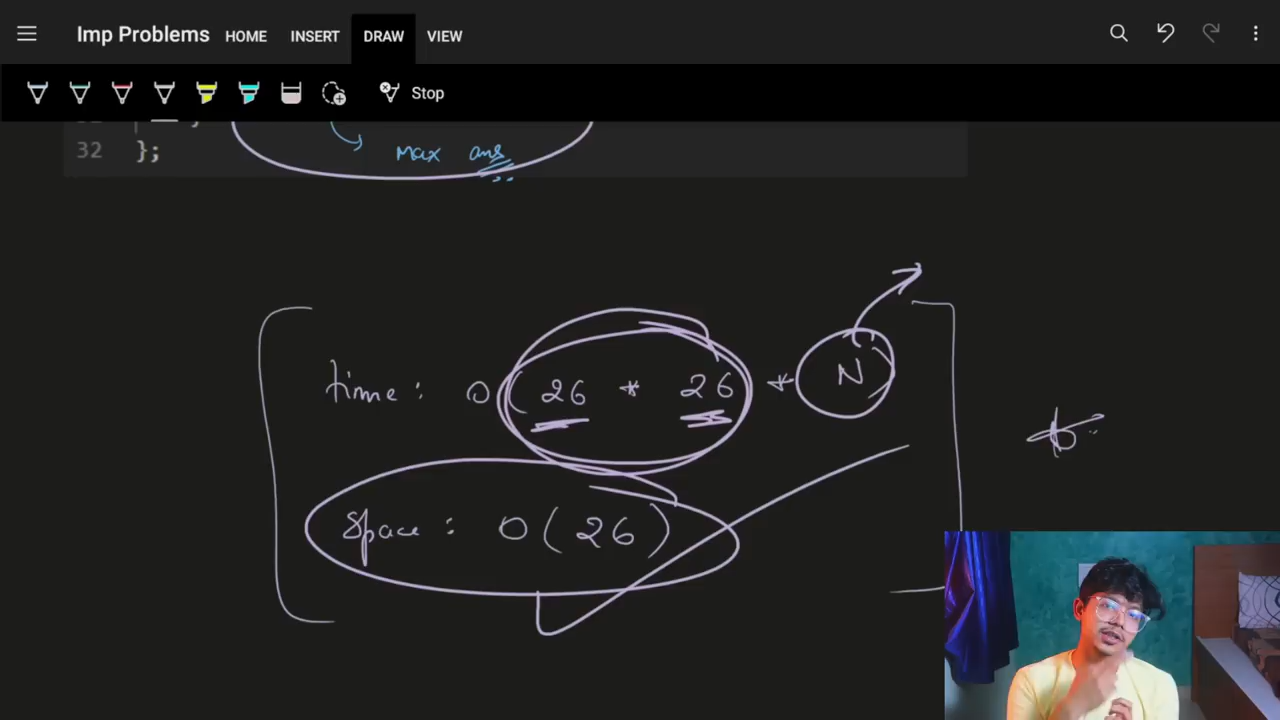 Imp Problems HOME INSERT DRAW VIEW
Stop
32 };
Max ans
time: O(26 * 26 * N
Space: O(26)